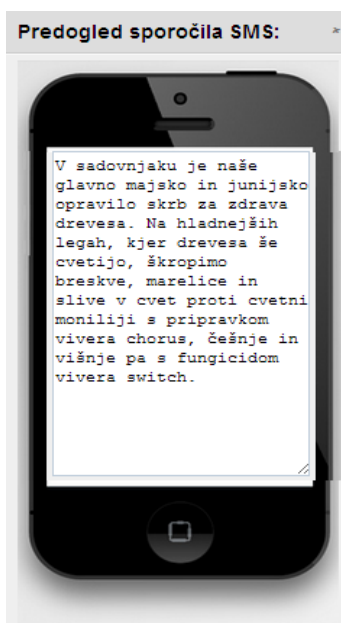 Predogled sporočila SMS:
V sadovnjaku je naše
glavno majsko in junijsko
opravilo skrb za zdrava
drevesa. Na hladnejših
legah, kjer drevesa še
cvetijo, škropimo
breskve, marelice in
slive v cvet proti cvetni
moniliji s pripravkom
vivera chorus, češnje in
višnje pa s fungicidom
vivera switch.